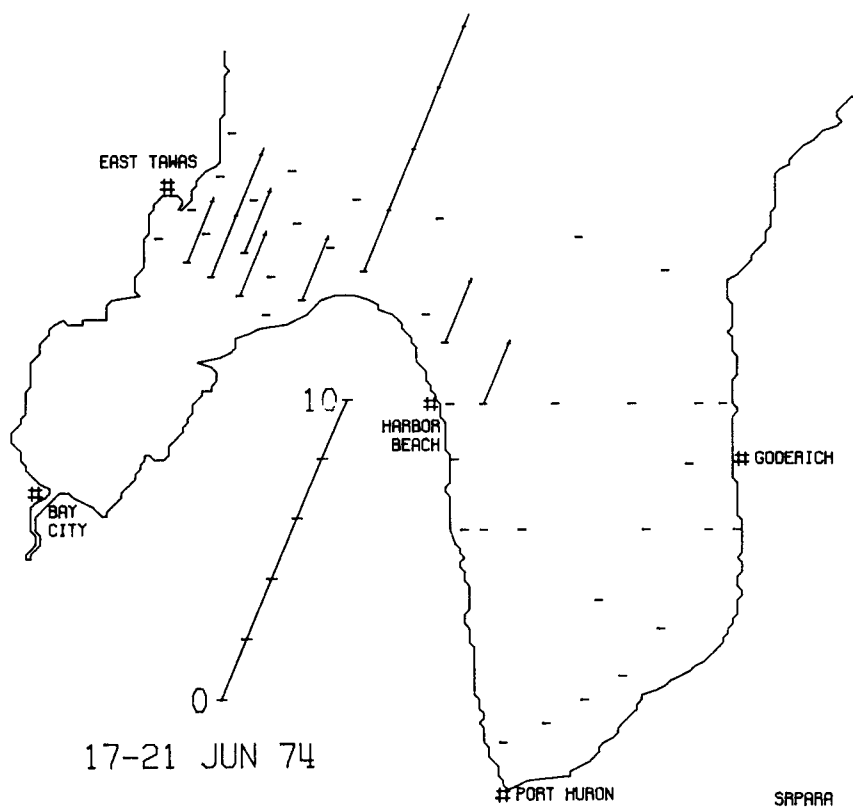 EAST TAWAS
10
HARBOR
BEACH
GODERICH
BAY
CITY
0
17-21 JUN 74
PORT HURON
SRPARA